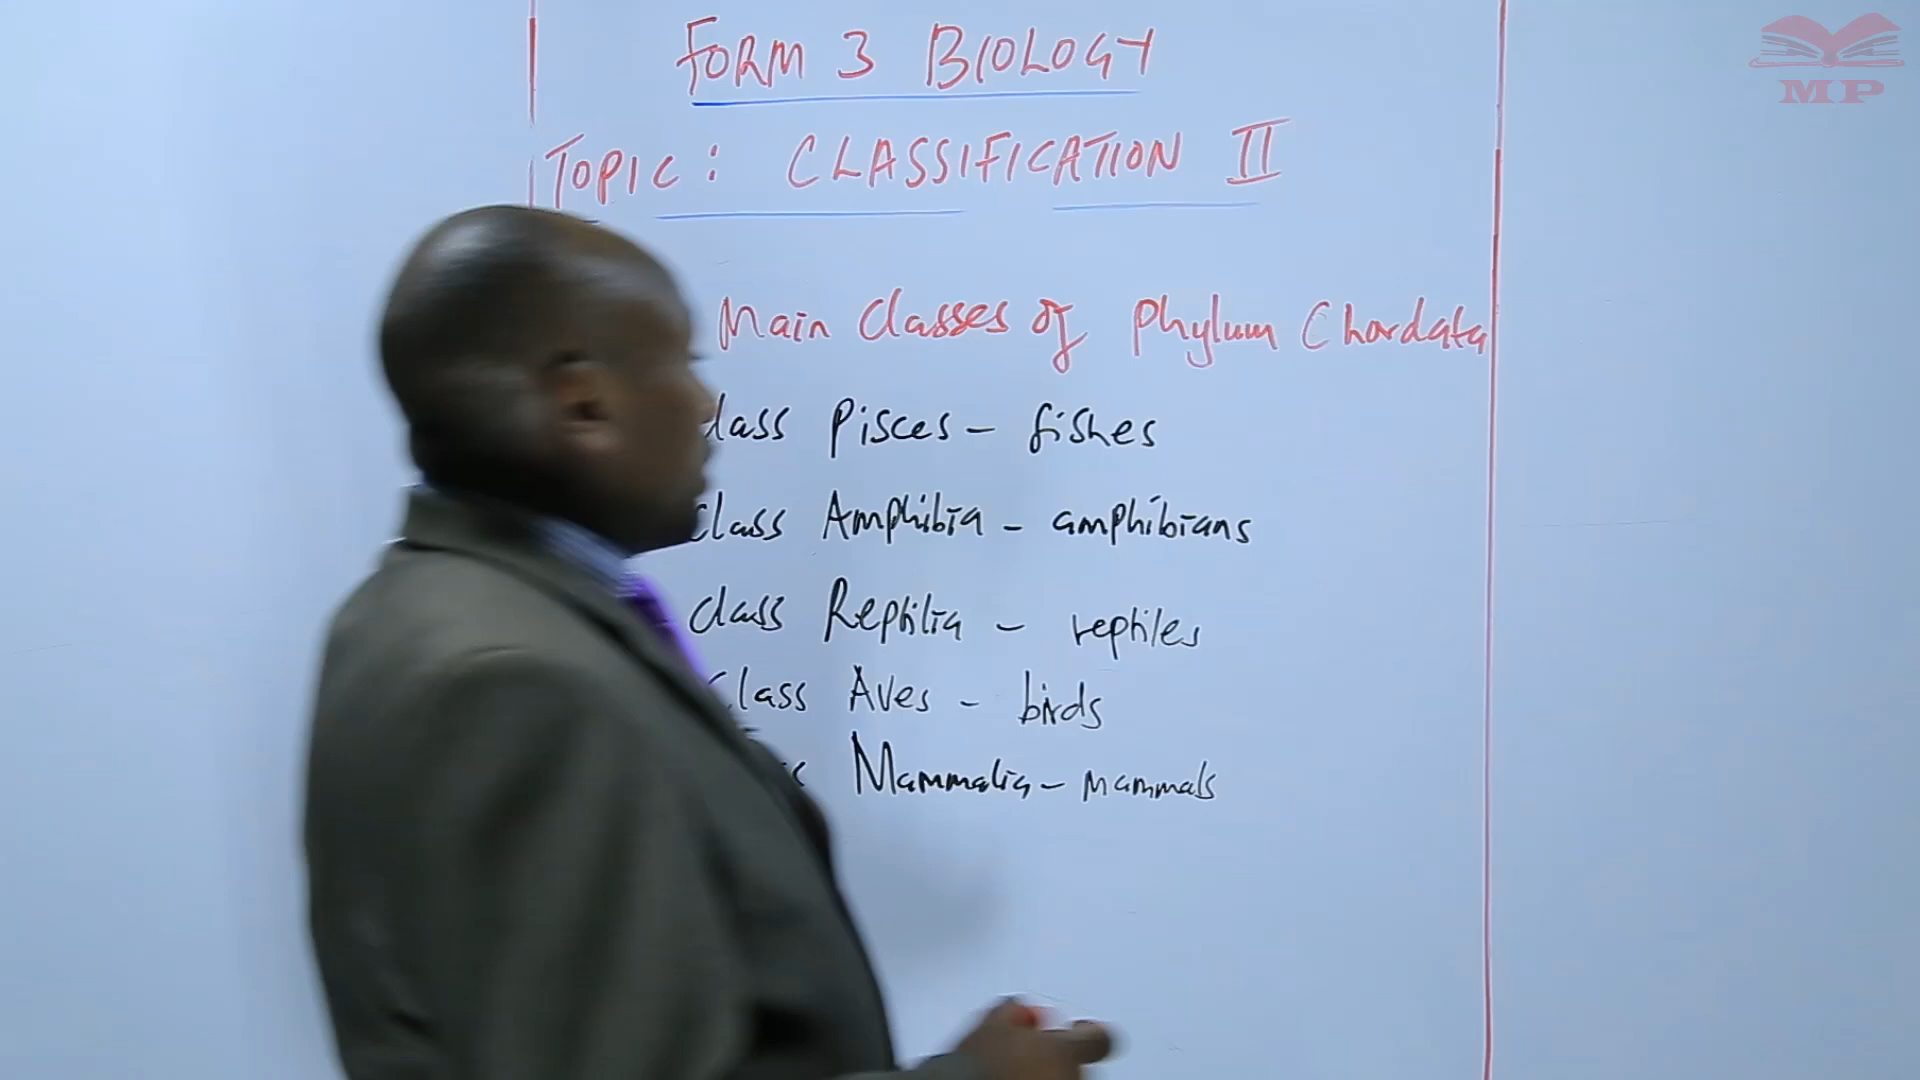 FORM 3 BIOLOGY
TOPIC: CLASSIFICATION II
Main Classes of Phylum Chordata
class Pisces - fishes
Class Amphibia - amphibians
Class Reptilia - reptiles
Class Aves - birds
Mammalia - mammals
MP